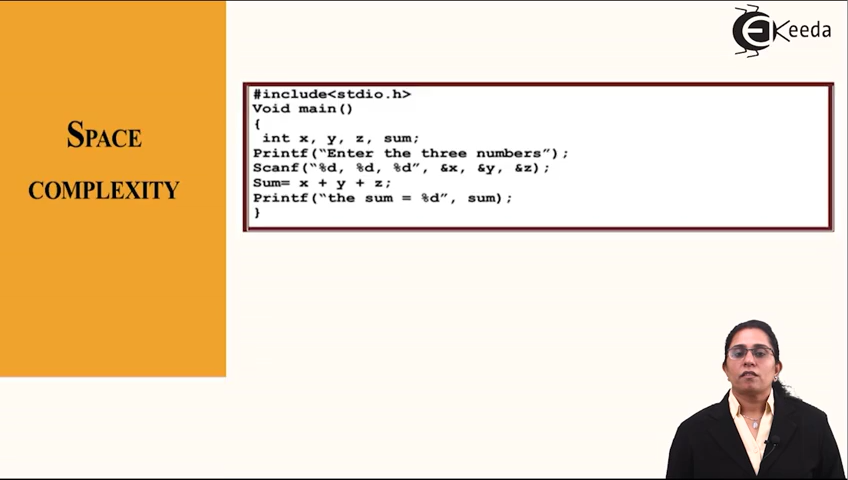 EKeeda
SPACE
COMPLEXITY
#include<stdio.h>
Void main()
{
int x, y, z, sum;
Printf(“Enter the three numbers”);
Scanf(“%d, %d, %d”, &x, &y, &z);
Sum= x + y + z;
Printf(“the sum = %d”, sum);
}